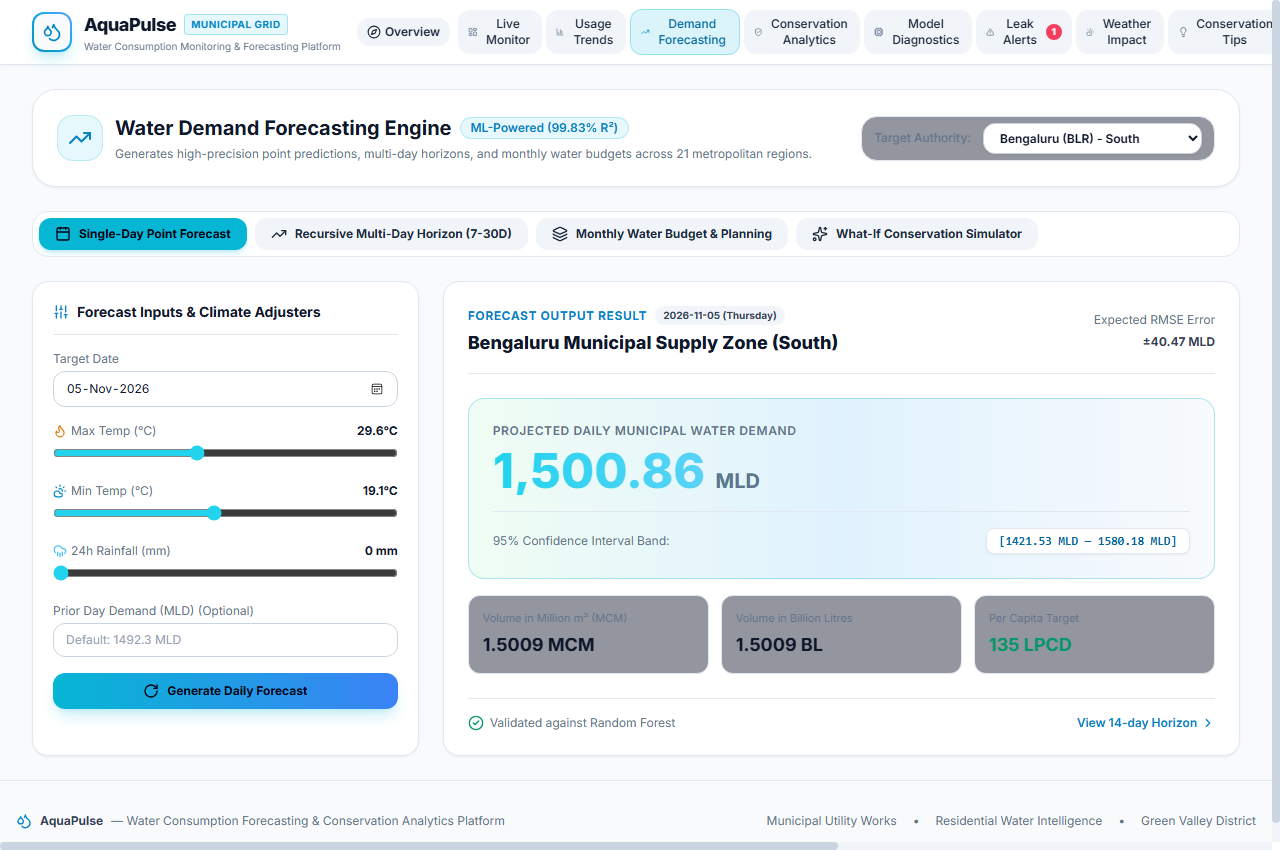 AquaPulse MUNICIPAL GRID
Water Consumption Monitoring & Forecasting Platform
Overview
Live Monitor
Usage Trends
Demand Forecasting
Conservation Analytics
Model Diagnostics
Leak Alerts 1
Weather Impact
Conservation Tips
Water Demand Forecasting Engine ML-Powered (99.83% R²)
Generates high-precision point predictions, multi-day horizons, and monthly water budgets across 21 metropolitan regions.
Target Authority: Bengaluru (BLR) - South
Single-Day Point Forecast
Recursive Multi-Day Horizon (7-30D)
Monthly Water Budget & Planning
What-If Conservation Simulator
Forecast Inputs & Climate Adjusters
Target Date
05-Nov-2026
Max Temp (°C) 29.6°C
Min Temp (°C) 19.1°C
24h Rainfall (mm) 0 mm
Prior Day Demand (MLD) (Optional)
Default: 1492.3 MLD
Generate Daily Forecast
FORECAST OUTPUT RESULT 2026-11-05 (Thursday)
Bengaluru Municipal Supply Zone (South)
Expected RMSE Error
±40.47 MLD
PROJECTED DAILY MUNICIPAL WATER DEMAND
1,500.86 MLD
95% Confidence Interval Band: [1421.53 MLD — 1580.18 MLD]
Volume in Million m³ (MCM)
1.5009 MCM
Volume in Billion Litres
1.5009 BL
Per Capita Target
135 LPCD
Validated against Random Forest
View 14-day Horizon
AquaPulse — Water Consumption Forecasting & Conservation Analytics Platform
Municipal Utility Works • Residential Water Intelligence • Green Valley District